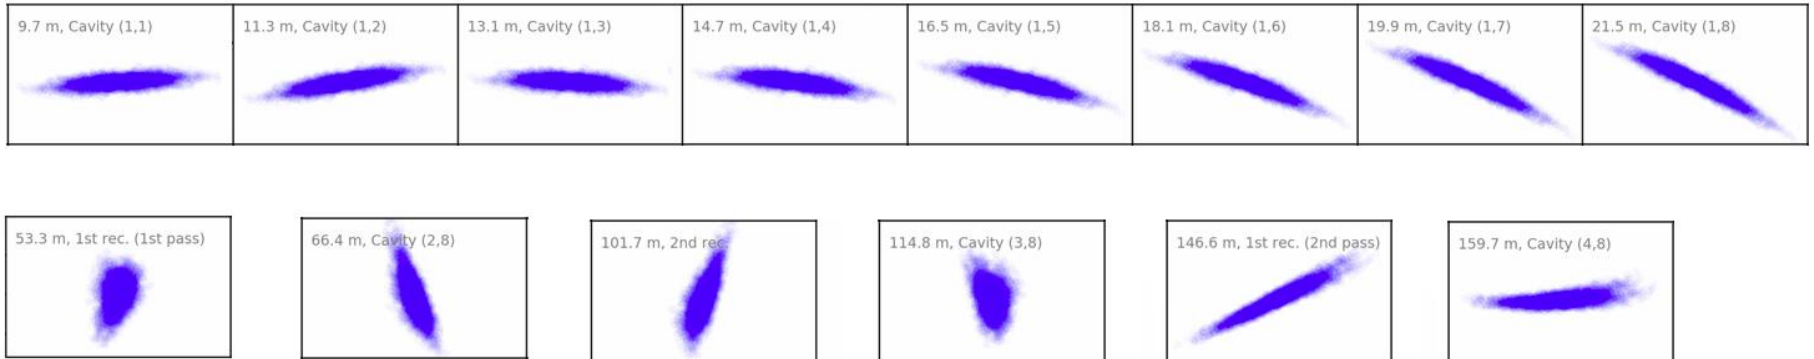 9.7 m, Cavity (1,1)
11.3 m, Cavity (1,2)
13.1 m, Cavity (1,3)
14.7 m, Cavity (1,4)
16.5 m, Cavity (1,5)
18.1 m, Cavity (1,6)
19.9 m, Cavity (1,7)
21.5 m, Cavity (1,8)
53.3 m, 1st rec. (1st pass)
66.4 m, Cavity (2,8)
101.7 m, 2nd rec.
114.8 m, Cavity (3,8)
146.6 m, 1st rec. (2nd pass)
159.7 m, Cavity (4,8)